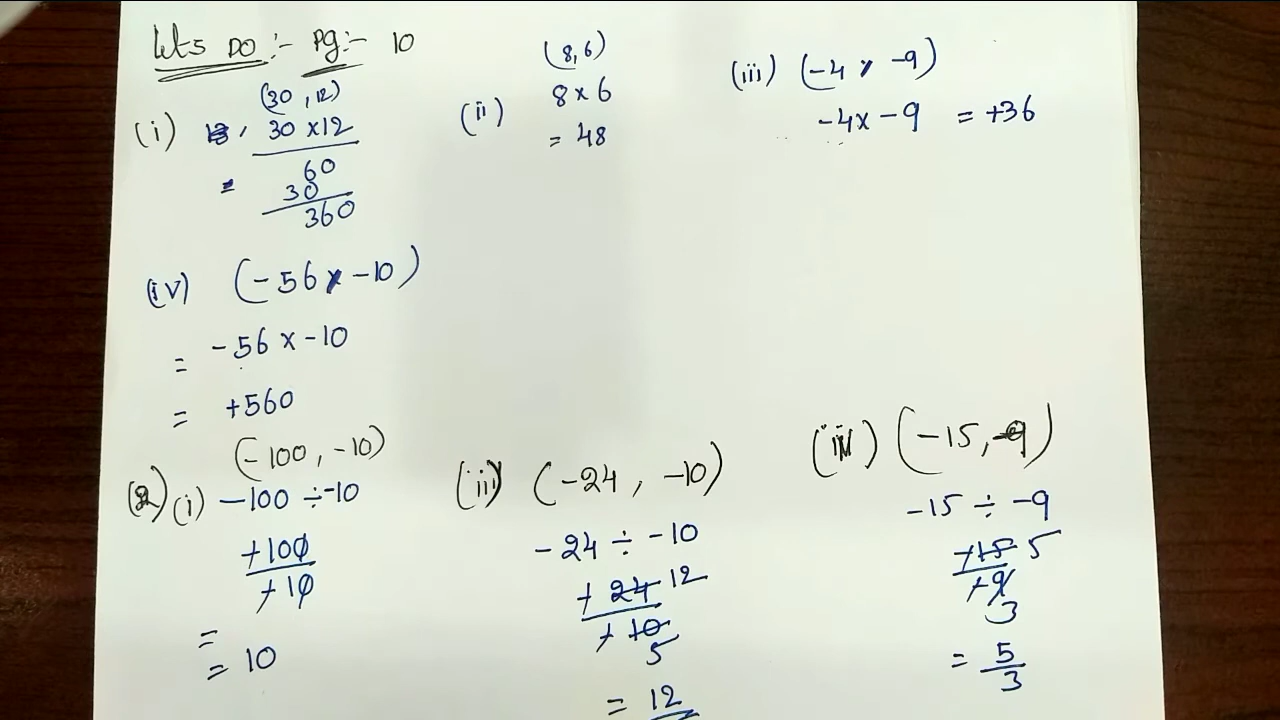 Lets DO :- Pg :- 10
(i) (30, 12)
30 x12
60
30
360
(ii) (8, 6)
8 x 6
= 48
(iii) (-4 , -9)
-4x -9 = +36
(iv) (-56 , -10)
= -56 x -10
= +560
(-100, -10)
(2) (i) -100 ÷ -10
+100
+10
=
= 10
(ii) (-24, -10)
-24 ÷ -10
+ 24 12
+ 10
5
= 12
(-15, -9)
-15 ÷ -9
+15 5
+9
3
= 5
3